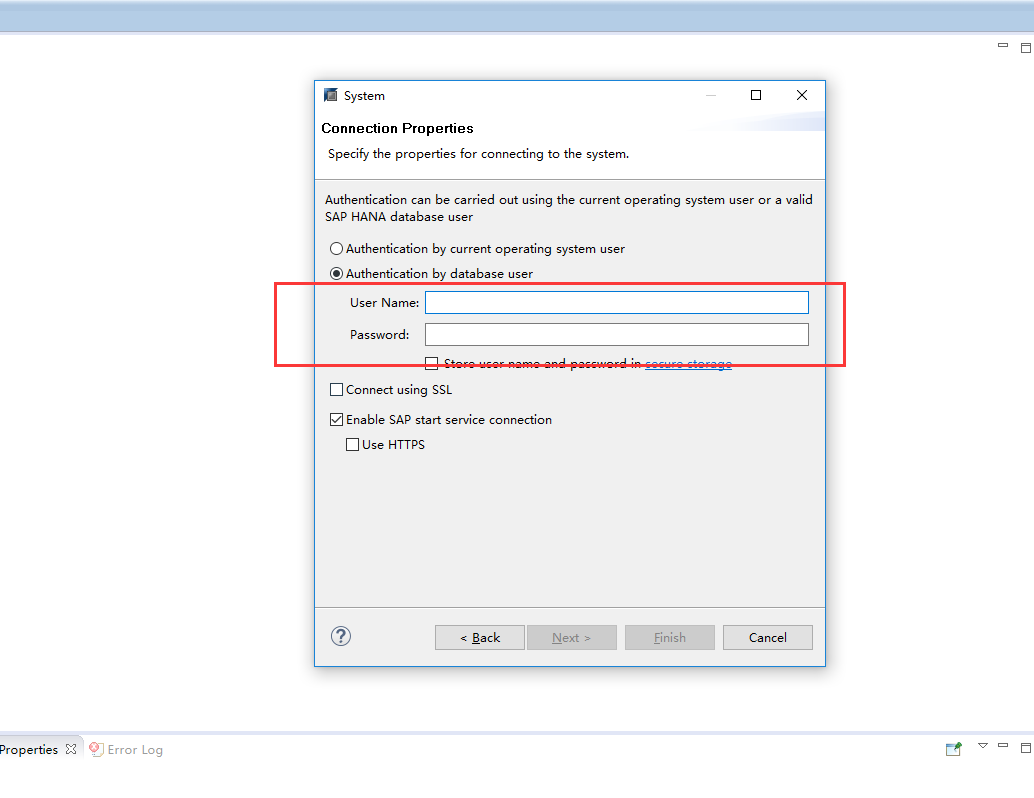 System
Connection Properties
Specify the properties for connecting to the system.
Authentication can be carried out using the current operating system user or a valid
SAP HANA database user
Authentication by current operating system user
Authentication by database user
User Name:
Password:
Store user name and password in secure storage
Connect using SSL
Enable SAP start service connection
Use HTTPS
?
< Back Next > Finish Cancel
Properties Error Log